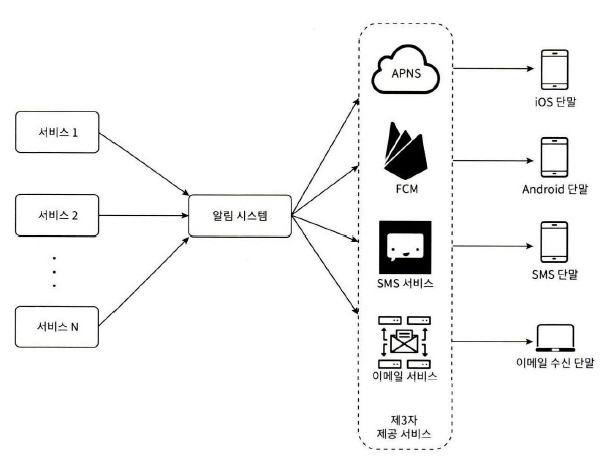 서비스 1
서비스 2
서비스 N
알림 시스템
APNS
FCM
SMS 서비스
이메일 서비스
제3자
제공 서비스
iOS 단말
Android 단말
SMS 단말
이메일 수신 단말